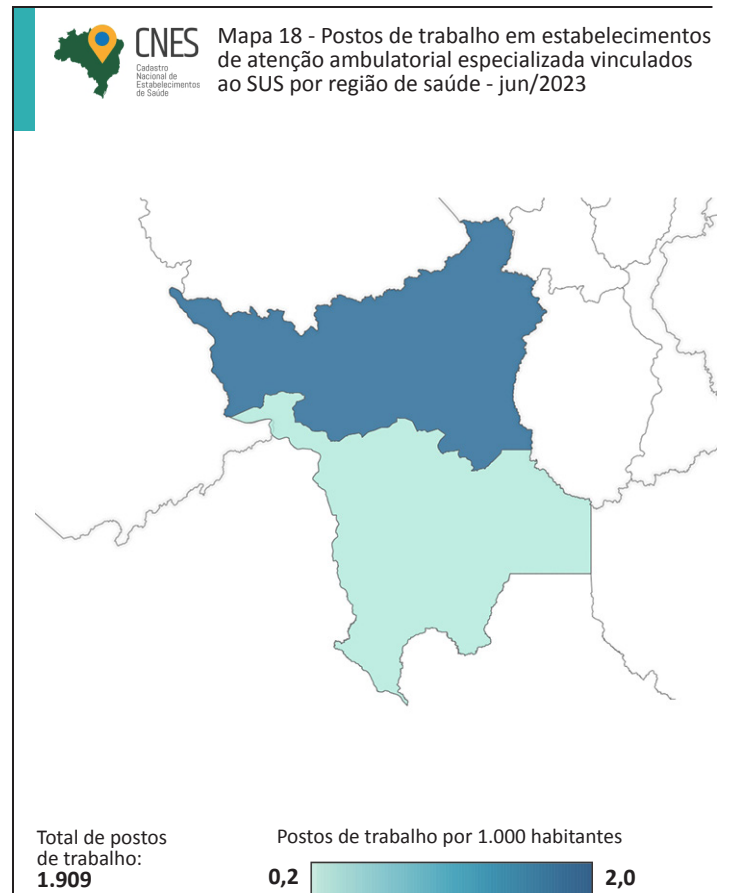 CNES
Cadastro
Nacional de
Estabelecimentos
de Saúde
Mapa 18 - Postos de trabalho em estabelecimentos
de atenção ambulatorial especializada vinculados
ao SUS por região de saúde - jun/2023
Total de postos
de trabalho:
1.909
Postos de trabalho por 1.000 habitantes
0,2
2,0